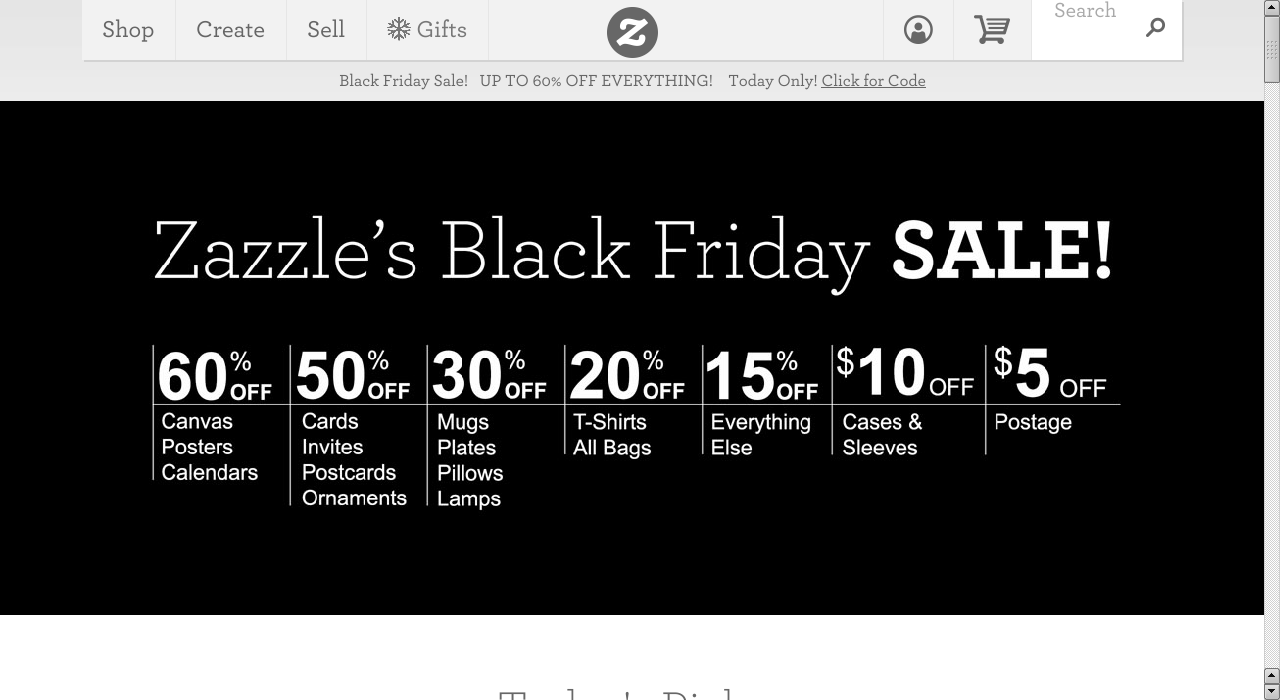 Shop Create Sell Gifts Z Search
Black Friday Sale! UP TO 60% OFF EVERYTHING! Today Only! Click for Code
Zazzle's Black Friday SALE!
60% OFF
Canvas
Posters
Calendars
50% OFF
Cards
Invites
Postcards
Ornaments
30% OFF
Mugs
Plates
Pillows
Lamps
20% OFF
T-Shirts
All Bags
15% OFF
Everything
Else
$10 OFF
Cases &
Sleeves
$5 OFF
Postage